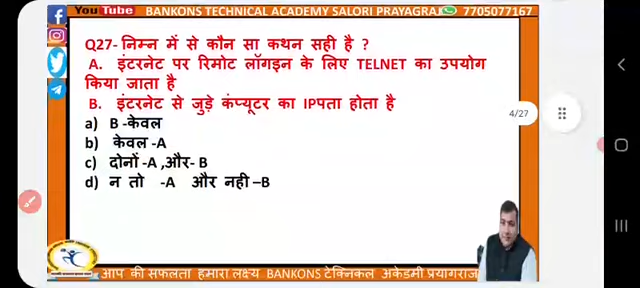 You Tube BANKONS TECHNICAL ACADEMY SALORI PRAYAGRAJ 7705077167
Q27- निम्न में से कौन सा कथन सही है ?
A. इंटरनेट पर रिमोट लॉगइन के लिए TELNET का उपयोग
किया जाता है
B. इंटरनेट से जुड़े कंप्यूटर का IPपता होता है
a) B -केवल
b) केवल -A
c) दोनों -A ,और- B
d) न तो -A और नही –B
4/27
आप की सफलता हमारा लक्ष्य BANKONS टेक्निकल अकेडमी प्रयागराज